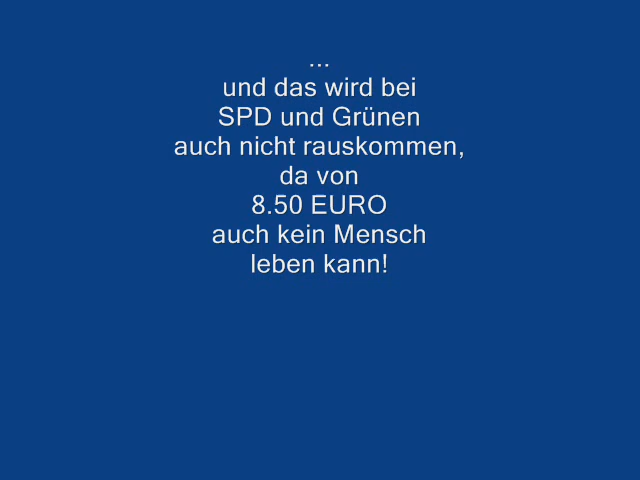 ...
und das wird bei
SPD und Grünen
auch nicht rauskommen,
da von
8.50 EURO
auch kein Mensch
leben kann!